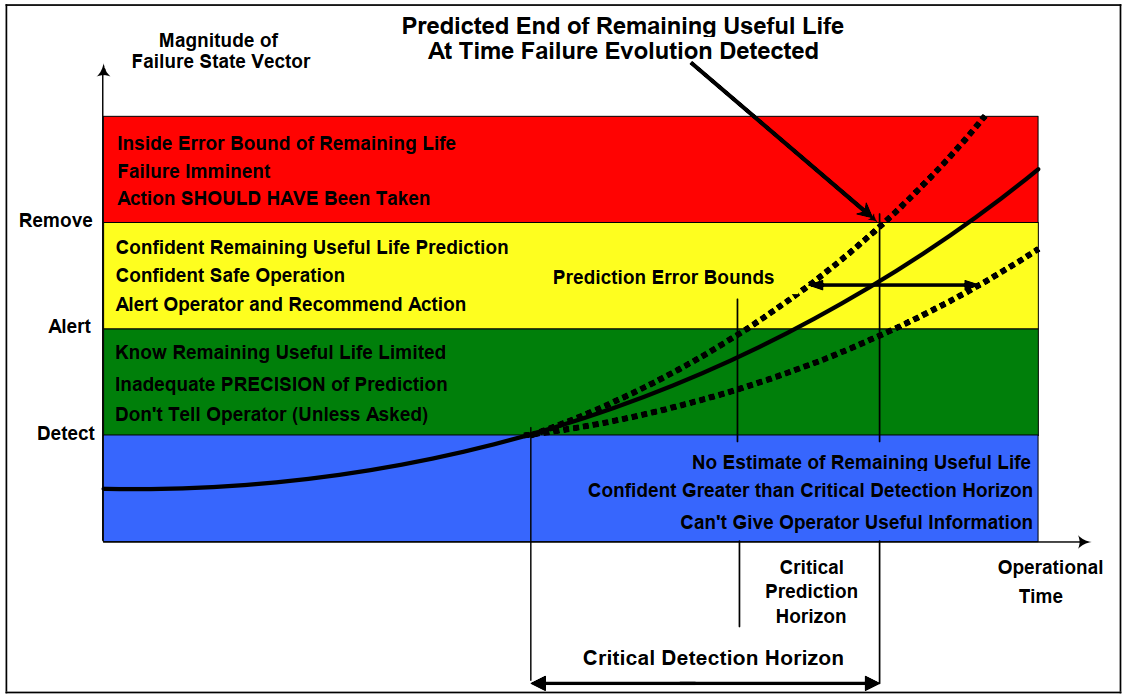 Predicted End of Remaining Useful Life
At Time Failure Evolution Detected
Magnitude of
Failure State Vector
Inside Error Bound of Remaining Life
Failure Imminent
Action SHOULD HAVE Been Taken
Remove
Confident Remaining Useful Life Prediction
Confident Safe Operation
Alert Operator and Recommend Action
Prediction Error Bounds
Alert
Know Remaining Useful Life Limited
Inadequate PRECISION of Prediction
Don't Tell Operator (Unless Asked)
Detect
No Estimate of Remaining Useful Life
Confident Greater than Critical Detection Horizon
Can't Give Operator Useful Information
Critical
Prediction
Horizon
Operational
Time
Critical Detection Horizon